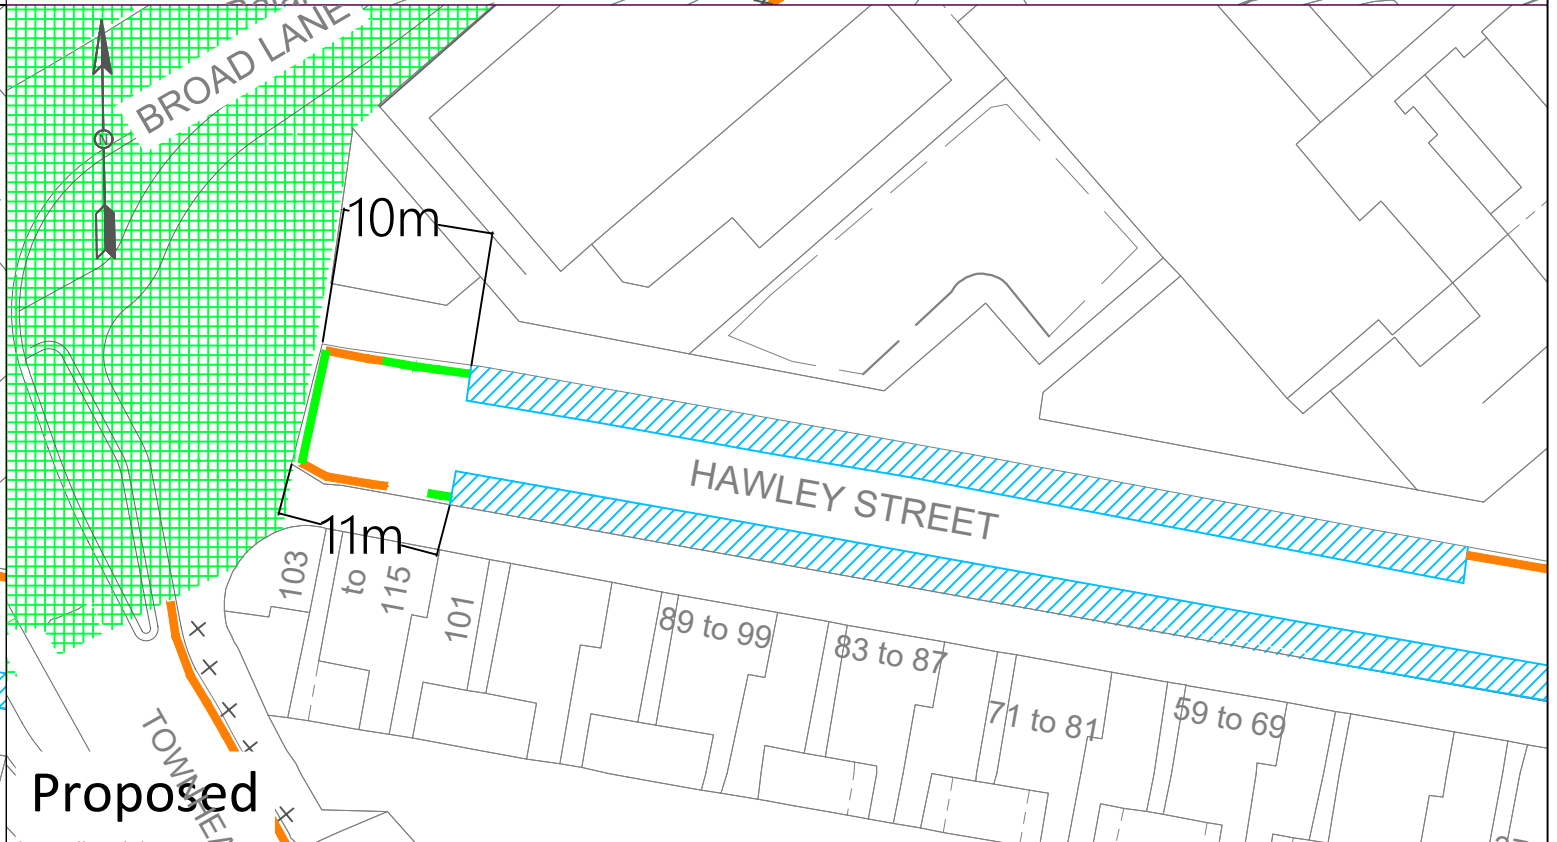 BROAD LANE
N
10m
HAWLEY STREET
11m
103
to
115
101
89 to 99
83 to 87
71 to 81
59 to 69
Proposed